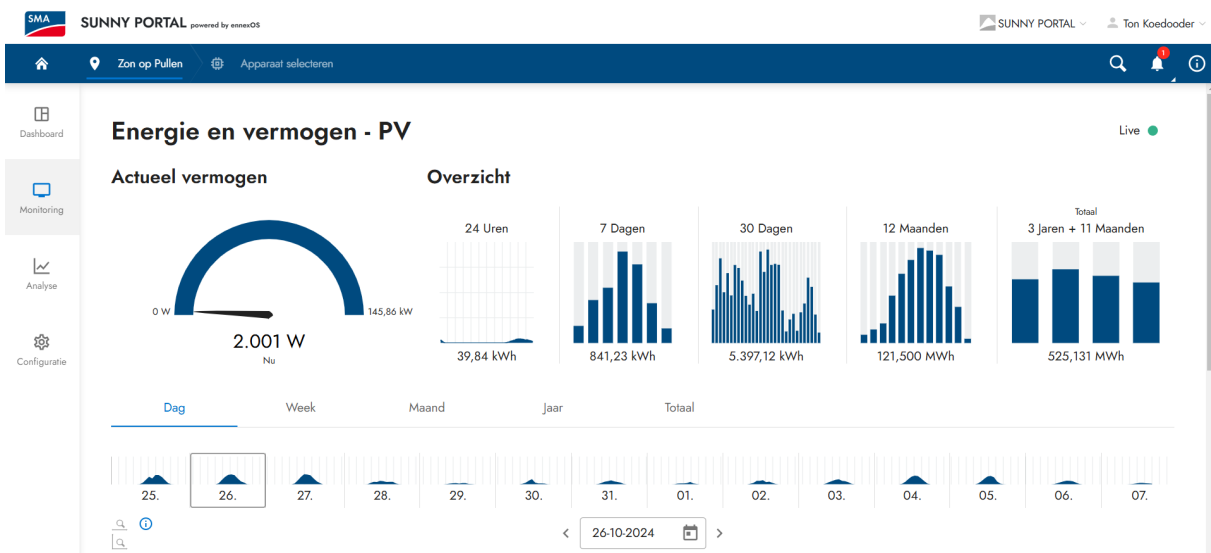 SMA
SUNNY PORTAL powered by ennexOS
SUNNY PORTAL
Ton Koedooder
Zon op Pullen
Apparaat selecteren
1
Dashboard
Monitoring
Analyse
Configuratie
Energie en vermogen - PV
Live
Actueel vermogen
0 W
145,86 kW
2.001 W
Nu
Overzicht
24 Uren
39,84 kWh
7 Dagen
841,23 kWh
30 Dagen
5.397,12 kWh
12 Maanden
121,500 MWh
Totaal
3 Jaren + 11 Maanden
525,131 MWh
Dag Week Maand Jaar Totaal
25. 26. 27. 28. 29. 30. 31. 01. 02. 03. 04. 05. 06. 07.
26-10-2024